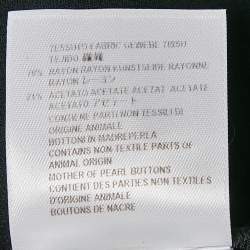 TESSUTO FABRIC GEWEBE TISSU
TEJIDO 織物
79% RAYON RAYON KUNSTSEIDE RAYONNE
RAYON レーヨン
21% ACETATO ACETATE ACETAT ACETATE
ACETATO アセテート
CONTIENE PARTI NON TESSILI DI
ORIGINE ANIMALE
BOTTONI IN MADREPERLA
CONTAINS NON TEXTILE PARTS OF
ANIMAL ORIGIN
MOTHER OF PEARL BUTTONS
CONTIENT DES PARTIES NON TEXTILES
D'ORIGINE ANIMALE
BOUTONS DE NACRE